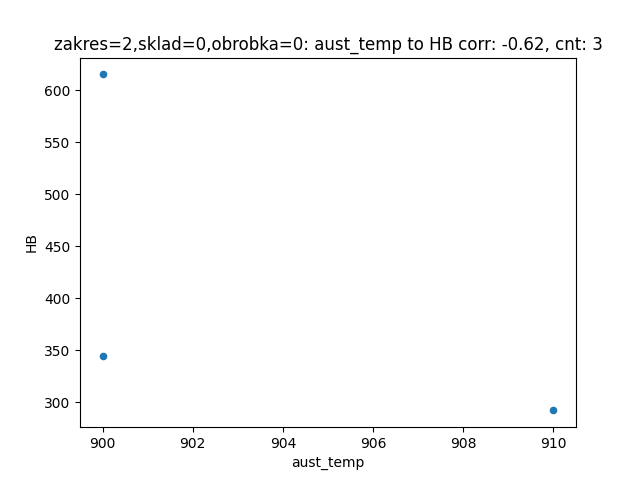 zakres=2,sklad=0,obrobka=0: aust_temp to HB corr: -0.62, cnt: 3
600
550
500
450
400
350
300
HB
900 902 904 906 908 910
aust_temp